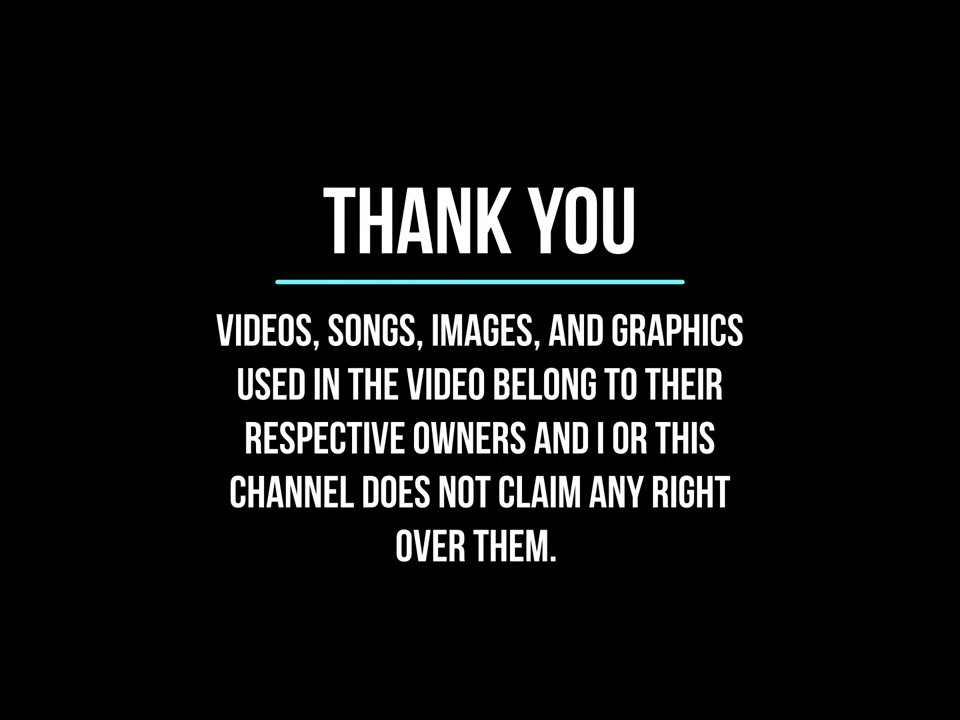 THANK YOU
VIDEOS, SONGS, IMAGES, AND GRAPHICS
USED IN THE VIDEO BELONG TO THEIR
RESPECTIVE OWNERS AND I OR THIS
CHANNEL DOES NOT CLAIM ANY RIGHT
OVER THEM.